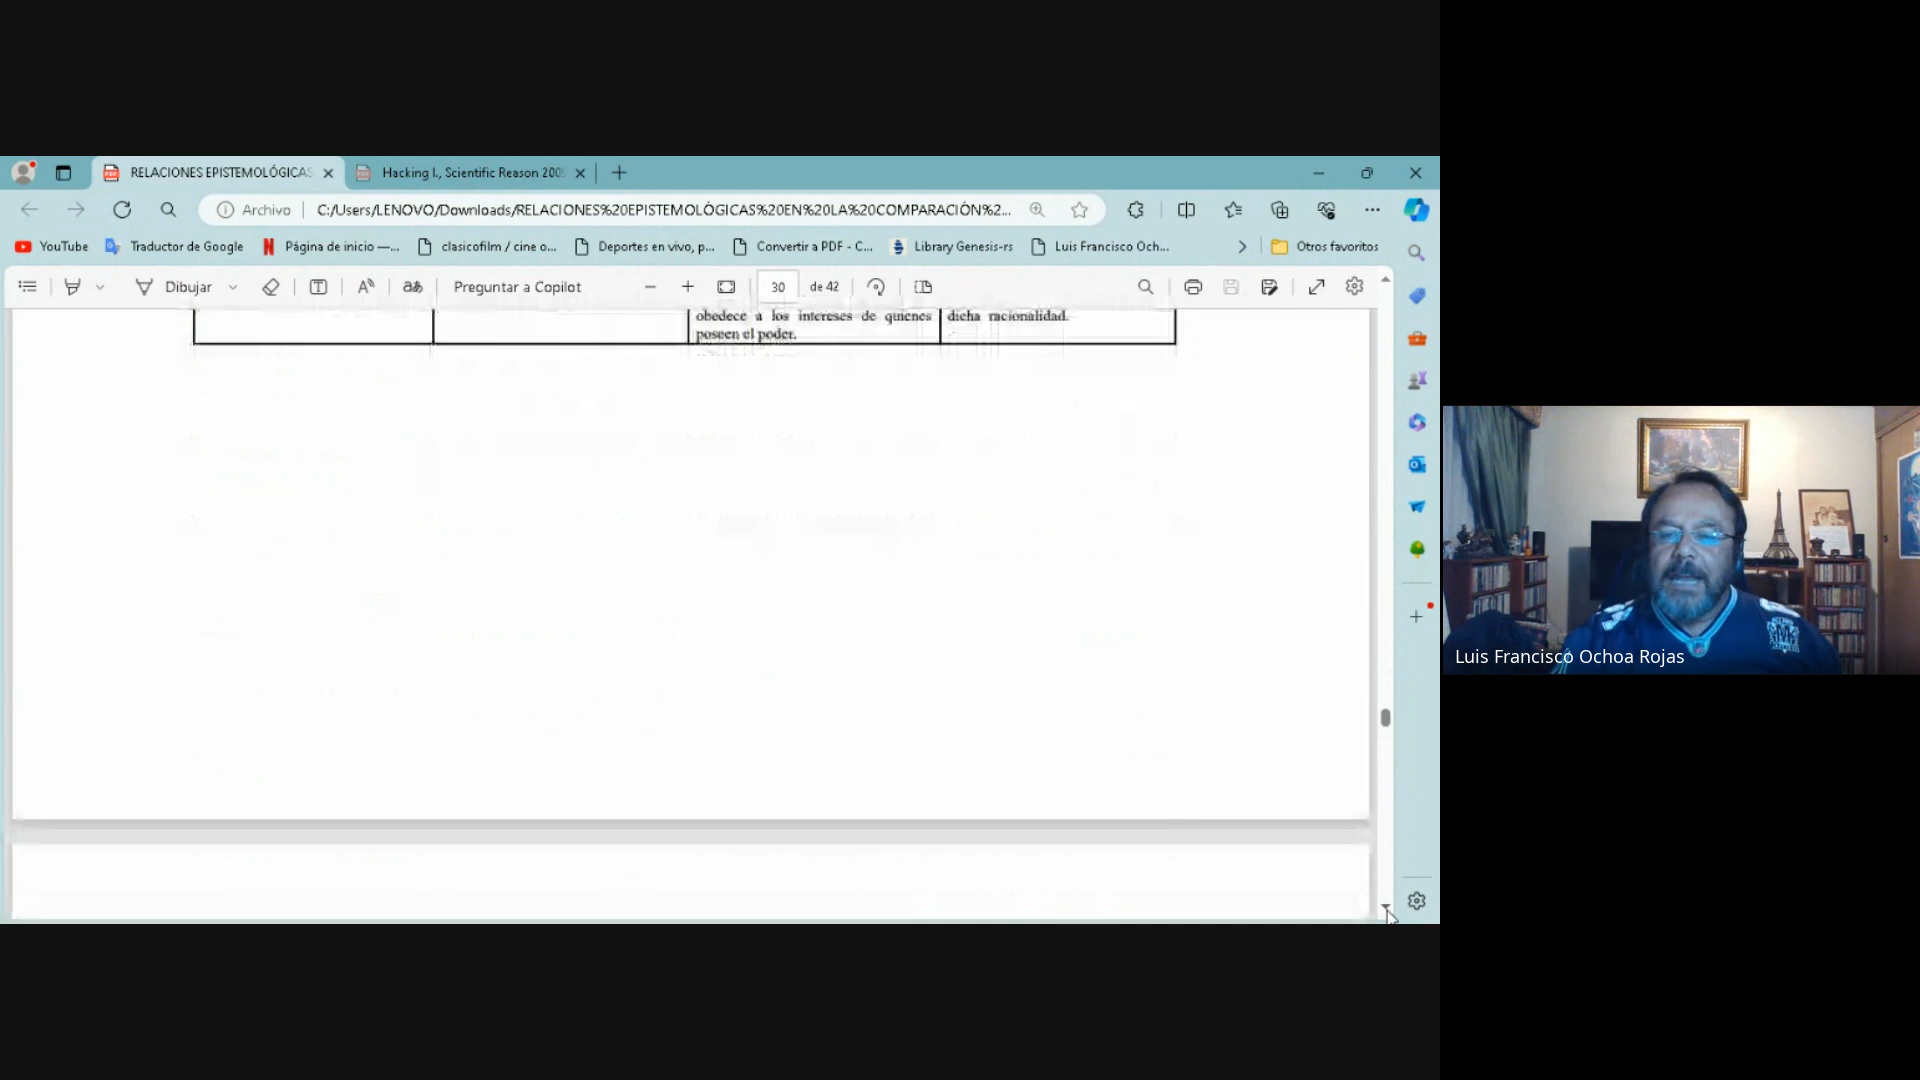 RELACIONES EPISTEMOLÓGICAS
Hacking I., Scientific Reason 200
Archivo
C:/Users/LENOVO/Downloads/RELACIONES%20EPISTEMOLÓGICAS%20EN%20LA%20COMPARACIÓN%2...
YouTube
Traductor de Google
Página de inicio —...
clasicofilm / cine o...
Deportes en vivo, p...
Convertir a PDF - C...
Library Genesis-rs
Luis Francisco Och...
Otros favoritos
Dibujar
Preguntar a Copilot
30 de 42
obedece a los intereses de quienes
poseen el poder.
dicha racionalidad.
Luis Francisco Ochoa Rojas